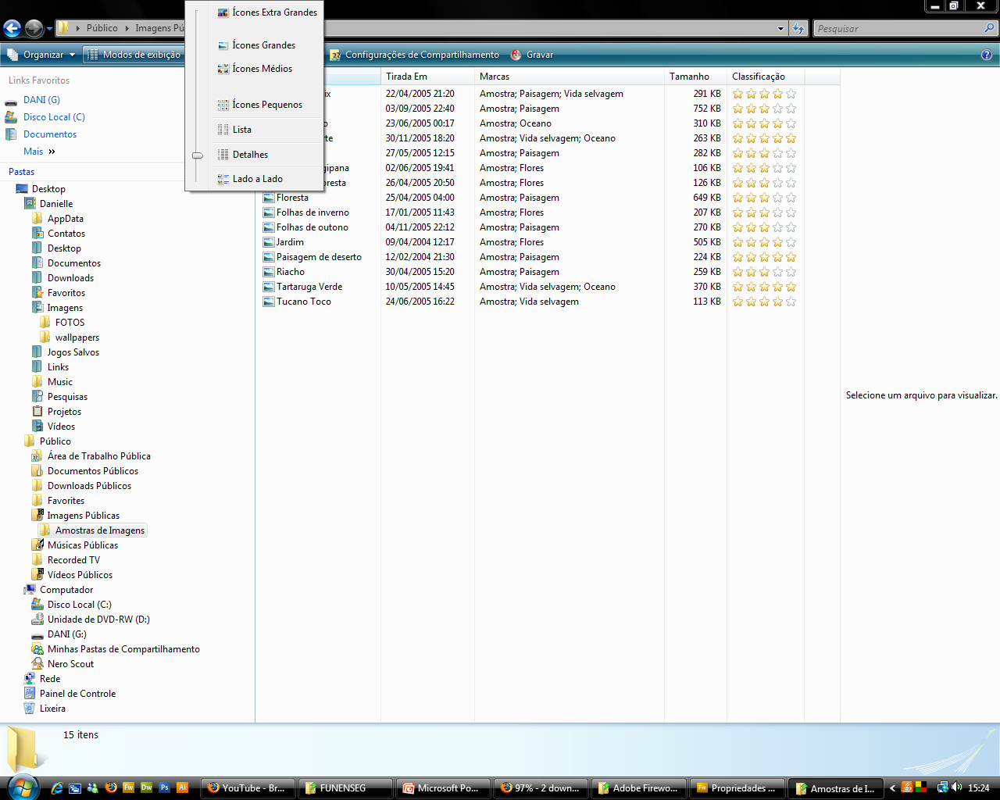 Ícones Extra Grandes
Ícones Grandes
Ícones Médios
Ícones Pequenos
Lista
Detalhes
Lado a Lado
Público
Imagens Pú
Pesquisar
Organizar
Modos de exibição
Configurações de Compartilhamento
Gravar
Links Favoritos
DANI (G)
Disco Local (C)
Documentos
Mais »
Pastas
Desktop
Danielle
AppData
Contatos
Desktop
Documentos
Downloads
Favoritos
Imagens
FOTOS
wallpapers
Jogos Salvos
Links
Music
Pesquisas
Projetos
Vídeos
Público
Área de Trabalho Pública
Documentos Públicos
Downloads Públicos
Favorites
Imagens Públicas
Amostras de Imagens
Músicas Públicas
Recorded TV
Vídeos Públicos
Computador
Disco Local (C:)
Unidade de DVD-RW (D:)
DANI (G:)
Minhas Pastas de Compartilhamento
Nero Scout
Rede
Painel de Controle
Lixeira
Tirada Em Marcas Tamanho Classificação
ix 22/04/2005 21:20 Amostra; Paisagem; Vida selvagem 291 KB
03/09/2005 22:40 Amostra; Paisagem 752 KB
o 23/06/2005 00:17 Amostra; Oceano 310 KB
rte 30/11/2005 18:20 Amostra; Vida selvagem; Oceano 263 KB
27/05/2005 12:15 Amostra; Paisagem 282 KB
gipana 02/06/2005 19:41 Amostra; Flores 106 KB
resta 26/04/2005 20:50 Amostra; Flores 126 KB
Floresta 25/04/2005 04:00 Amostra; Paisagem 649 KB
Folhas de inverno 17/01/2005 11:43 Amostra; Flores 207 KB
Folhas de outono 04/11/2005 22:12 Amostra; Paisagem 270 KB
Jardim 09/04/2004 12:17 Amostra; Flores 505 KB
Paisagem de deserto 12/02/2004 21:30 Amostra; Paisagem 224 KB
Riacho 30/04/2005 15:20 Amostra; Paisagem 259 KB
Tartaruga Verde 10/05/2005 14:45 Amostra; Vida selvagem; Oceano 370 KB
Tucano Toco 24/06/2005 16:22 Amostra; Vida selvagem 113 KB
Selecione um arquivo para visualizar.
15 itens
Fw Dw Ps Ai YouTube - Br... FUNENSEG Microsoft Po... 97% - 2 down... Adobe Firewo... Fw Propriedades ... Amostras de I... 15:24